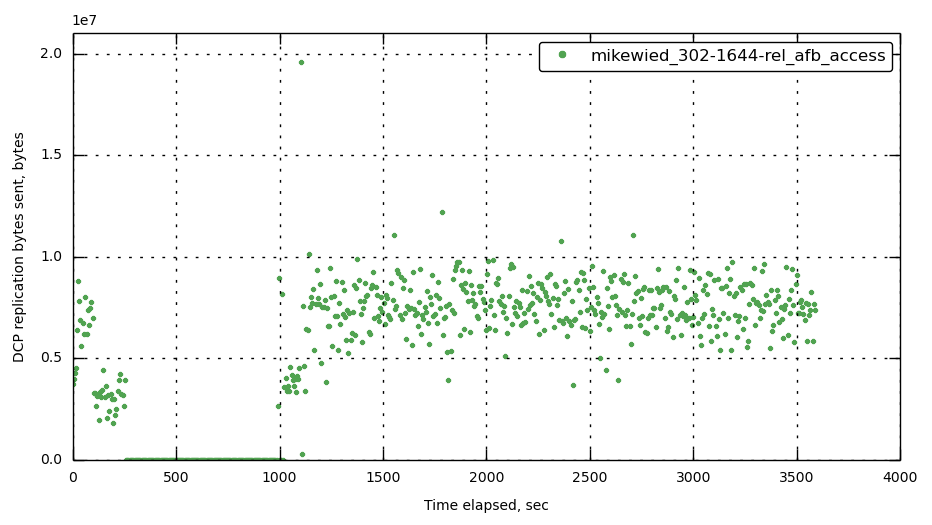 1e7
mikewied_302-1644-rel_afb_access
DCP replication bytes sent, bytes
2.0
1.5
1.0
0.5
0.0
0 500 1000 1500 2000 2500 3000 3500 4000
Time elapsed, sec